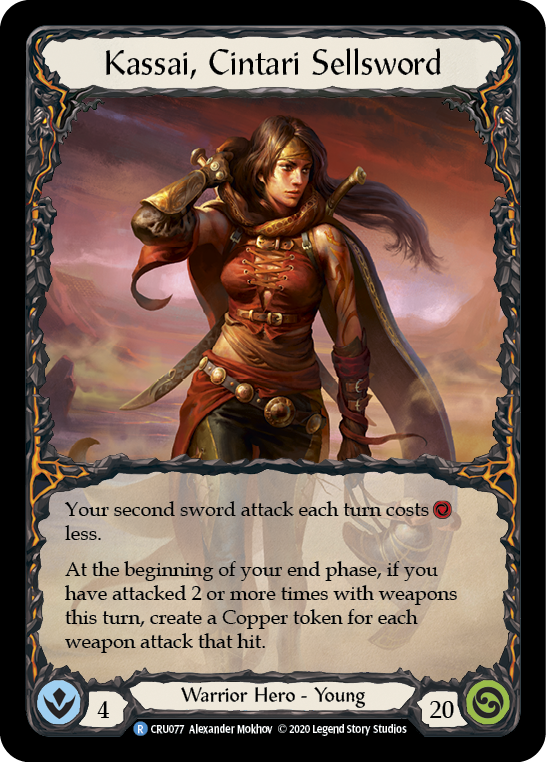 Kassai, Cintari Sellsword
Your second sword attack each turn costs
less.
At the beginning of your end phase, if you
have attacked 2 or more times with weapons
this turn, create a Copper token for each
weapon attack that hit.
Warrior Hero - Young
4
20
R CRU077 Alexander Mokhov © 2020 Legend Story Studios